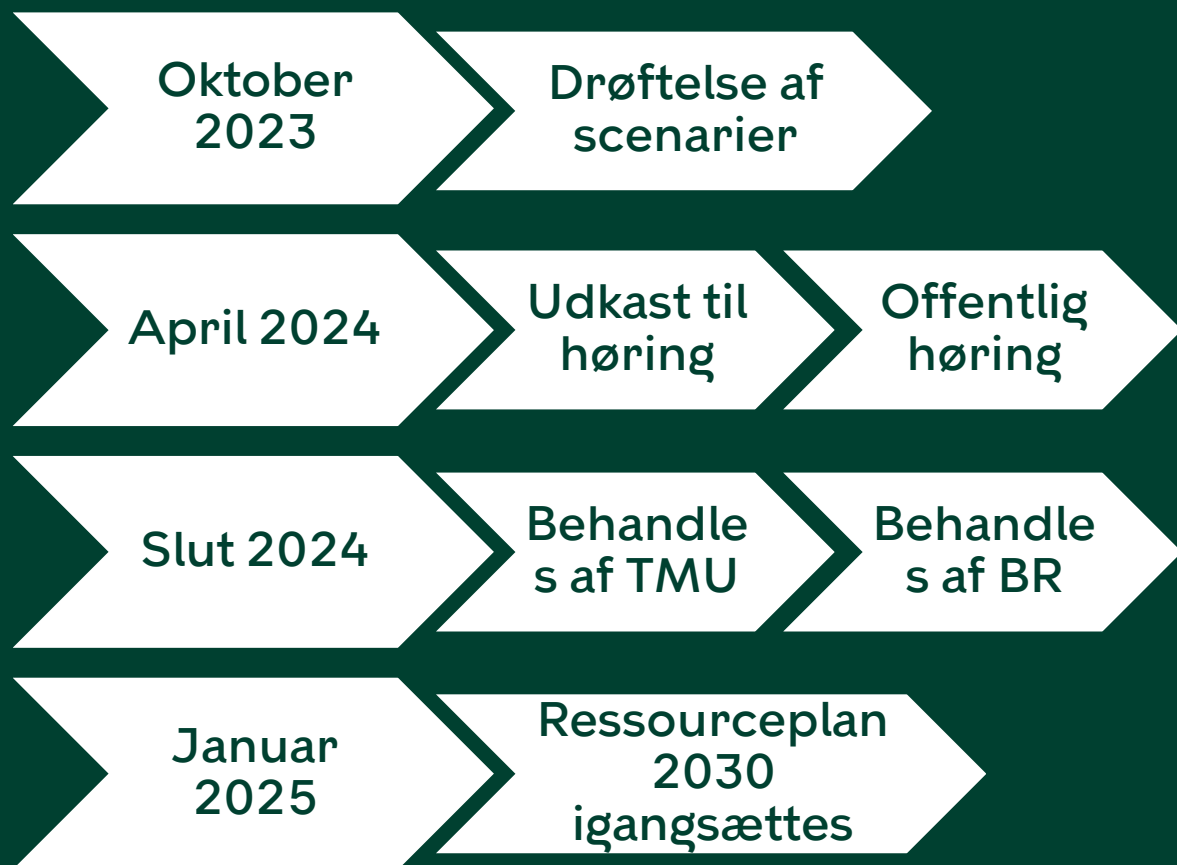 Oktober
2023
Drøftelse af
scenarier
April 2024
Udkast til
høring
Offentlig
høring
Slut 2024
Behandle
s af TMU
Behandle
s af BR
Januar
2025
Ressourceplan
2030
igangsættes